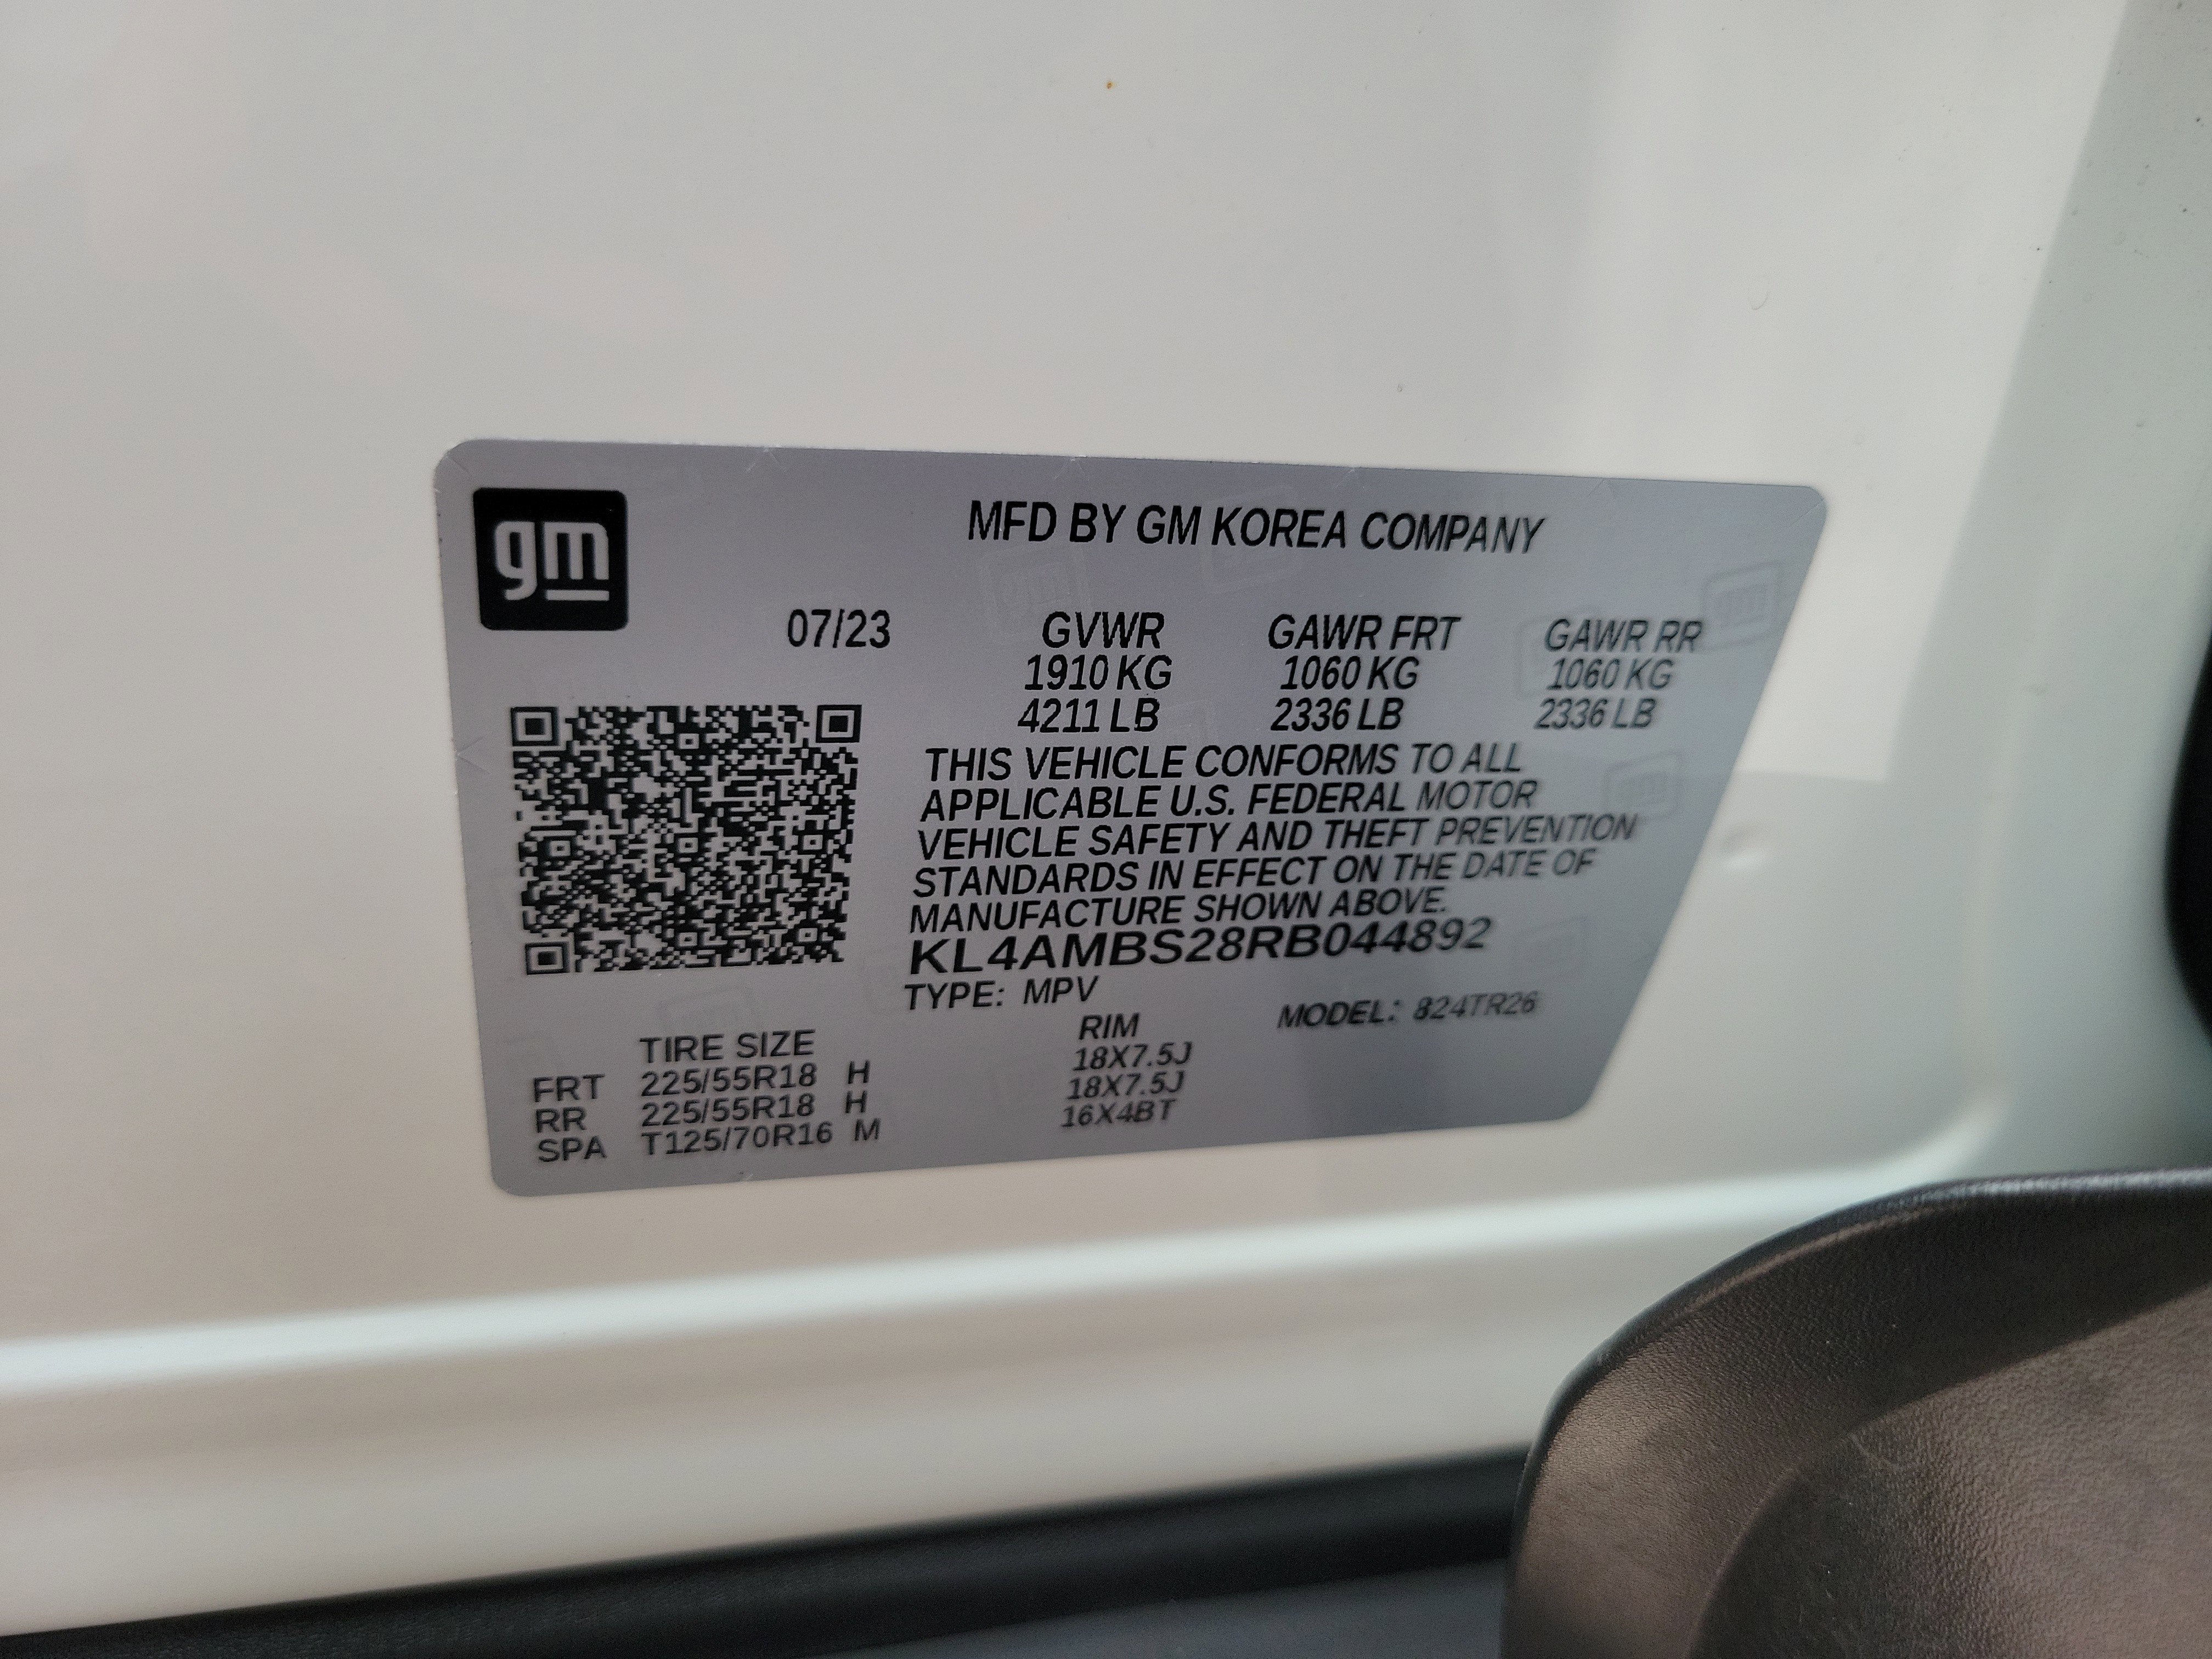 gm
MFD BY GM KOREA COMPANY
07/23 GVWR GAWR FRT GAWR RR
1910 KG 1060 KG 1060 KG
4211 LB 2336 LB 2336 LB
THIS VEHICLE CONFORMS TO ALL
APPLICABLE U.S. FEDERAL MOTOR
VEHICLE SAFETY AND THEFT PREVENTION
STANDARDS IN EFFECT ON THE DATE OF
MANUFACTURE SHOWN ABOVE.
KL4AMBS28RB044892
TYPE: MPV MODEL: 824TR26
TIRE SIZE RIM
FRT 225/55R18 H 18X7.5J
RR 225/55R18 H 18X7.5J
SPA T125/70R16 M 16X4BT